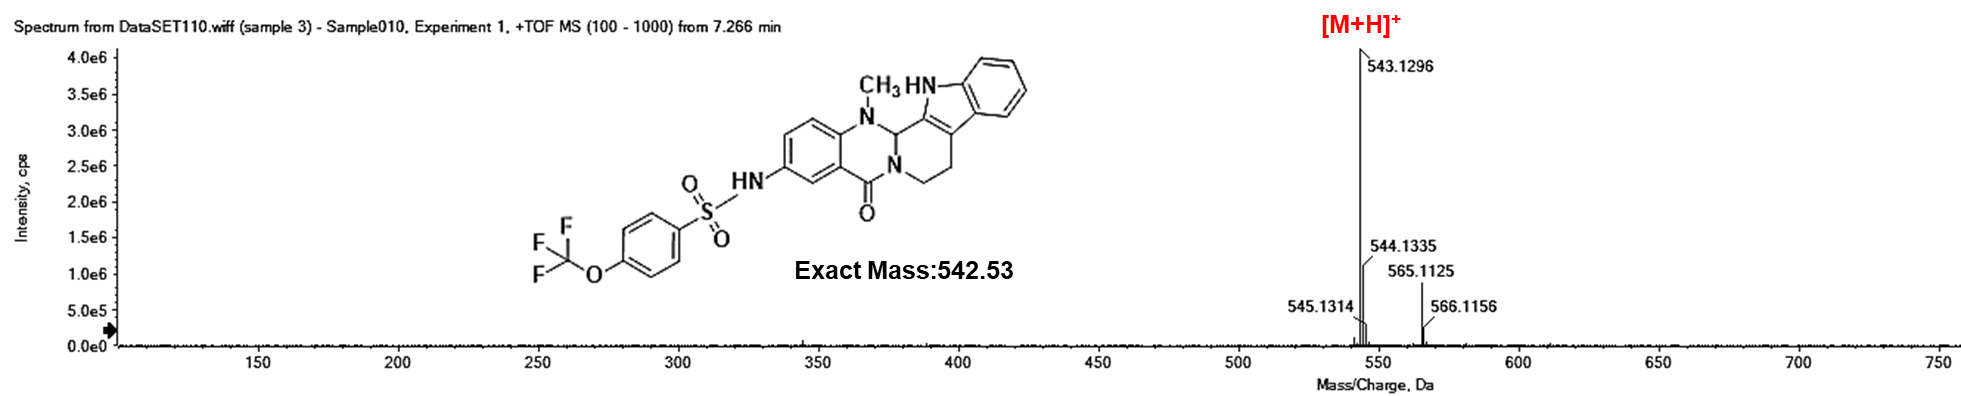 Spectrum from DataSET110.wiff (sample 3) - Sample010, Experiment 1, +TOF MS (100 - 1000) from 7.266 min
[M+H]+
4.0e6
3.5e6
3.0e6
2.5e6
2.0e6
1.5e6
1.0e6
5.0e5
0.0e0
Intensity, cps
543.1296
544.1335
565.1125
545.1314
566.1156
CH3
HN
N
N
HN
O
O
S
O
F
F
F
O
Exact Mass:542.53
150
200
250
300
350
400
450
500
550
600
650
700
750
Mass/Charge, Da